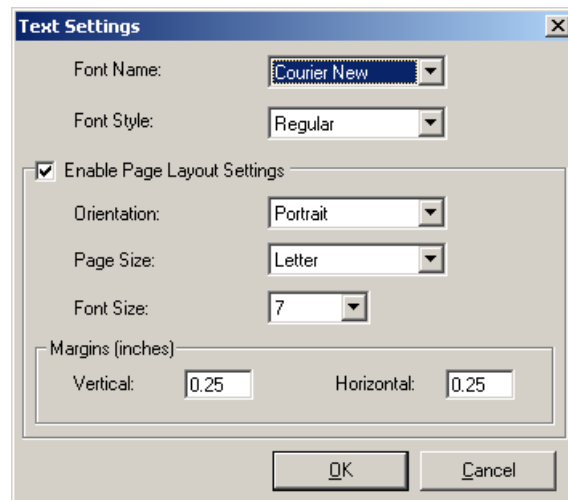 Text Settings
Font Name: Courier New
Font Style: Regular
Enable Page Layout Settings
Orientation: Portrait
Page Size: Letter
Font Size: 7
Margins (inches)
Vertical: 0.25 Horizontal: 0.25
OK Cancel